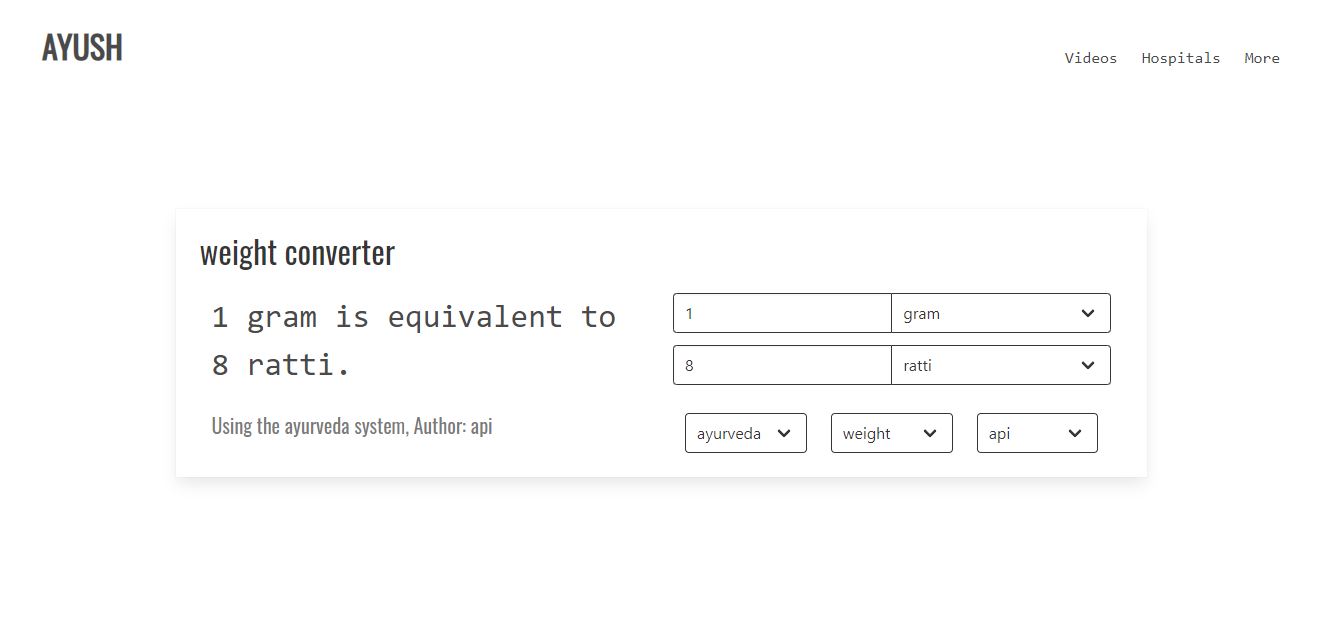 AYUSH
Videos Hospitals More
weight converter
1 gram is equivalent to
8 ratti.
1 gram
8 ratti
Using the ayurveda system, Author: api
ayurveda weight api